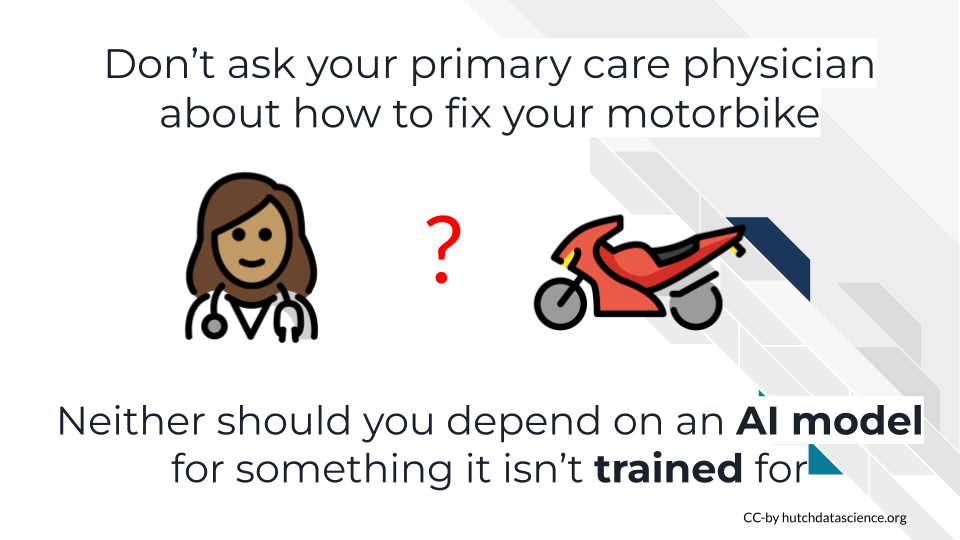 Don’t ask your primary care physician
about how to fix your motorbike
?
Neither should you depend on an AI model
for something it isn’t trained for
CC-by hutchdatascience.org